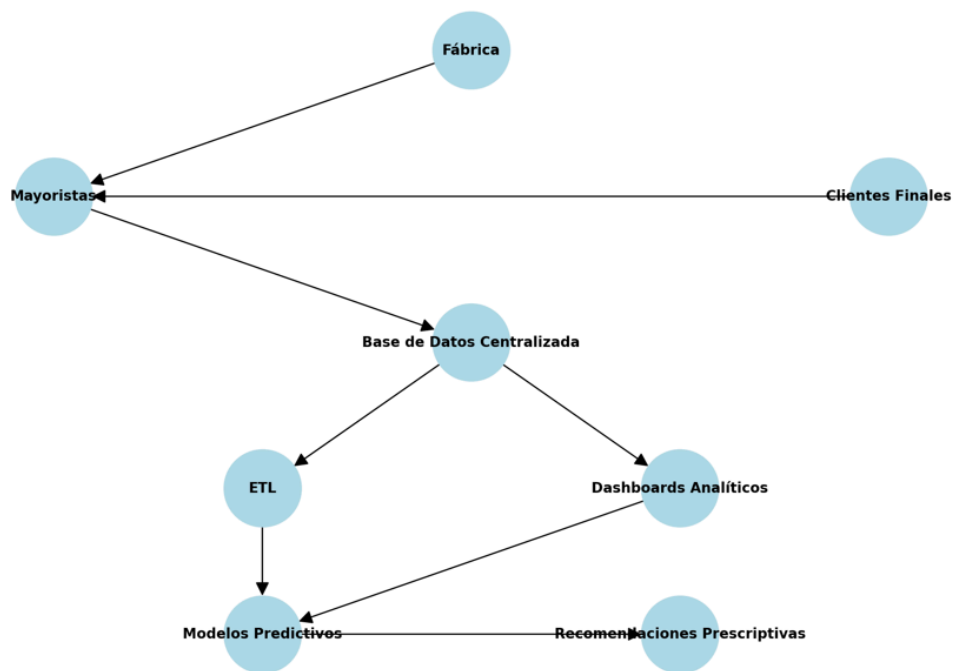 Fábrica
Mayoristas
Clientes Finales
Base de Datos Centralizada
ETL
Dashboards Analíticos
Modelos Predictivos
Recomendaciones Prescriptivas